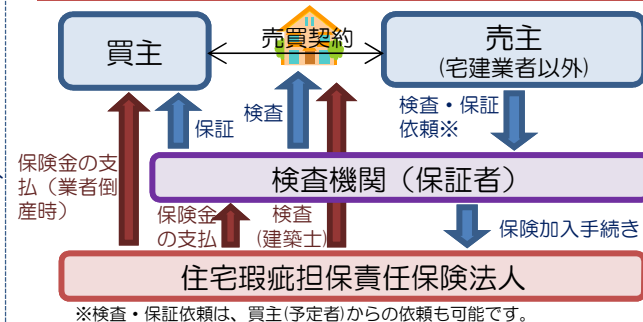 買主
売買契約
売主
(宅建業者以外)
保証
検査
検査・保証
依頼※
保険金の支
払（業者倒
産時）
検査機関（保証者）
保険金
の支払
検査
(建築士)
保険加入手続き
住宅瑕疵担保責任保険法人
※検査・保証依頼は、買主(予定者)からの依頼も可能です。